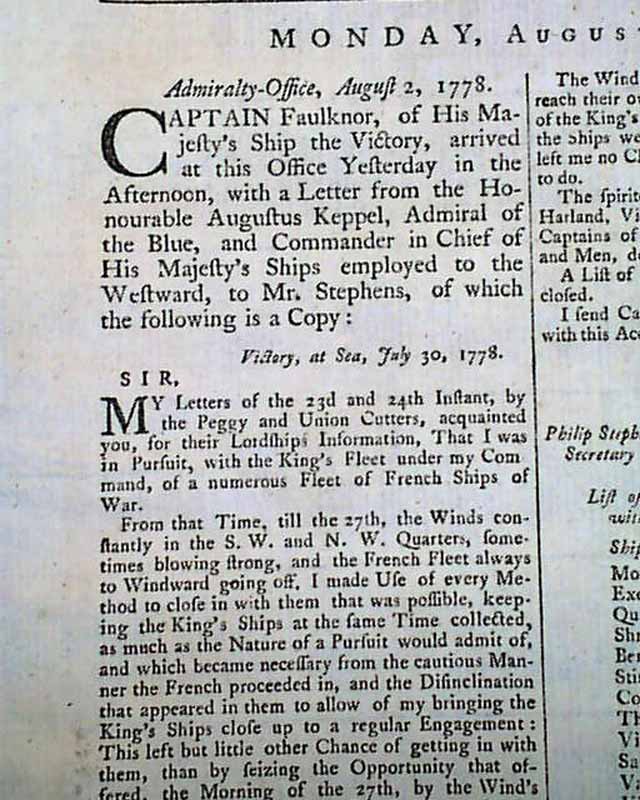 MONDAY, AUGUS
Admiralty-Office, Auguſt 2, 1778.
CAPTAIN Faulknor, of His Ma-
jeſty's Ship the Victory, arrived
at this Office Yeſterday in the
Afternoon, with a Letter from the Ho-
nourable Auguſtus Keppel, Admiral of
the Blue, and Commander in Chief of
His Majeſty's Ships employed to the
Weſtward, to Mr. Stephens, of which
the following is a Copy:
Victory, at Sea, July 30, 1778.
SIR,
MY Letters of the 23d and 24th Inſtant, by
the Peggy and Union Cutters, acquainted
you, for their Lordſhips Information, That I was
in Purſuit, with the King's Fleet under my Com
mand, of a numerous Fleet of French Ships of
War.
From that Time, till the 27th, the Winds con-
ſtantly in the S. W. and N. W. Quarters, ſome-
times blowing ſtrong, and the French Fleet always
to Windward going off, I made Uſe of every Me-
thod to cloſe in with them that was poſſible, keep-
ing the King's Ships at the ſame Time collected,
as much as the Nature of a Purſuit would admit of,
and which became neceſſary from the cautious Man-
ner the French proceeded in, and the Diſinclination
that appeared in them to allow of my bringing the
King's Ships cloſe up to a regular Engagement:
This left but little other Chance of getting in with
them, than by ſeizing the Opportunity that of-
fered, the Morning of the 27th, by the Wind's
The Wind
reach their o
of the King's
the Ships we
left me no C
to do.
The ſpirit
Harland, Vi
Captains of
and Men, d
A Liſt of
cloſed.
I ſend Ca
with this Acc
Philip Steph
Secretary
Liſt of
with
Ship
Mo
Exe
Qu
Shr
Ber
Stir
Co
Th
Vi
Sa
V